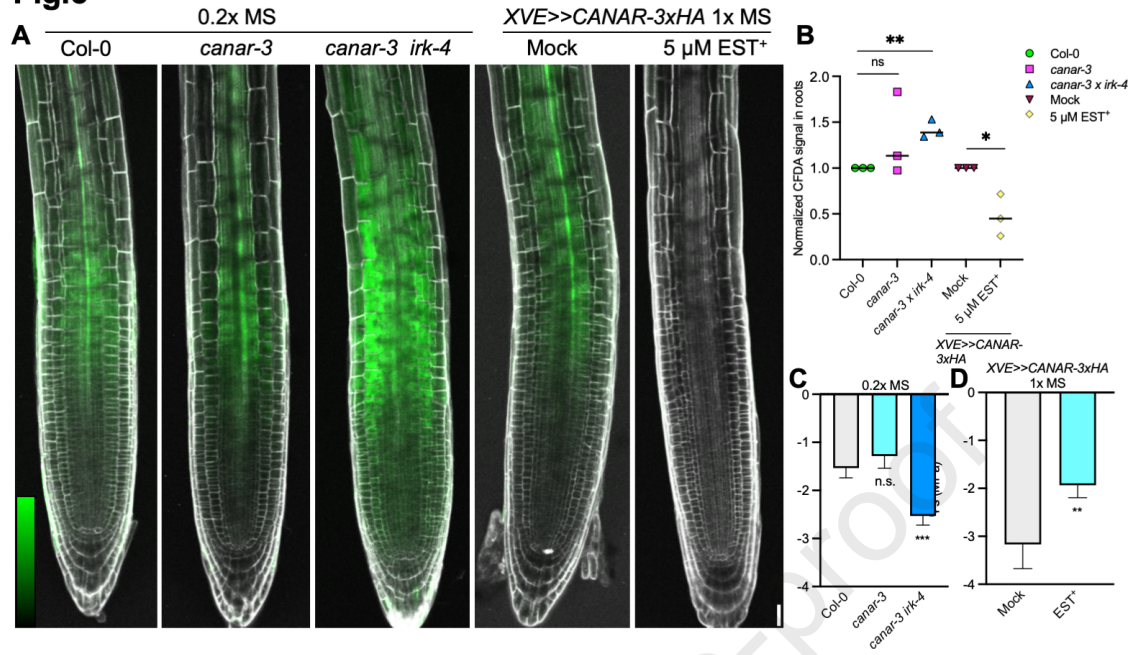 A
0.2x MS
XVE>>CANAR-3xHA 1x MS
Col-0
canar-3
canar-3 irk-4
Mock
5 µM EST⁺
B
Normalized CFDA signal in roots
2.0
1.5
1.0
0.5
0.0
ns
**
*
Col-0
canar-3
canar-3 x irk-4
Mock
5 µM EST⁺
Col-0
canar-3
canar-3 x irk-4
Mock
5 µM EST⁺
XVE>>CANAR-
3xHA
C
0.2x MS
0
-1
-2
-3
-4
n.s.
***
Col-0
canar-3
canar-3 irk-4
D
XVE>>CANAR-3xHA
1x MS
0
-1
-2
-3
-4
**
Mock
EST⁺